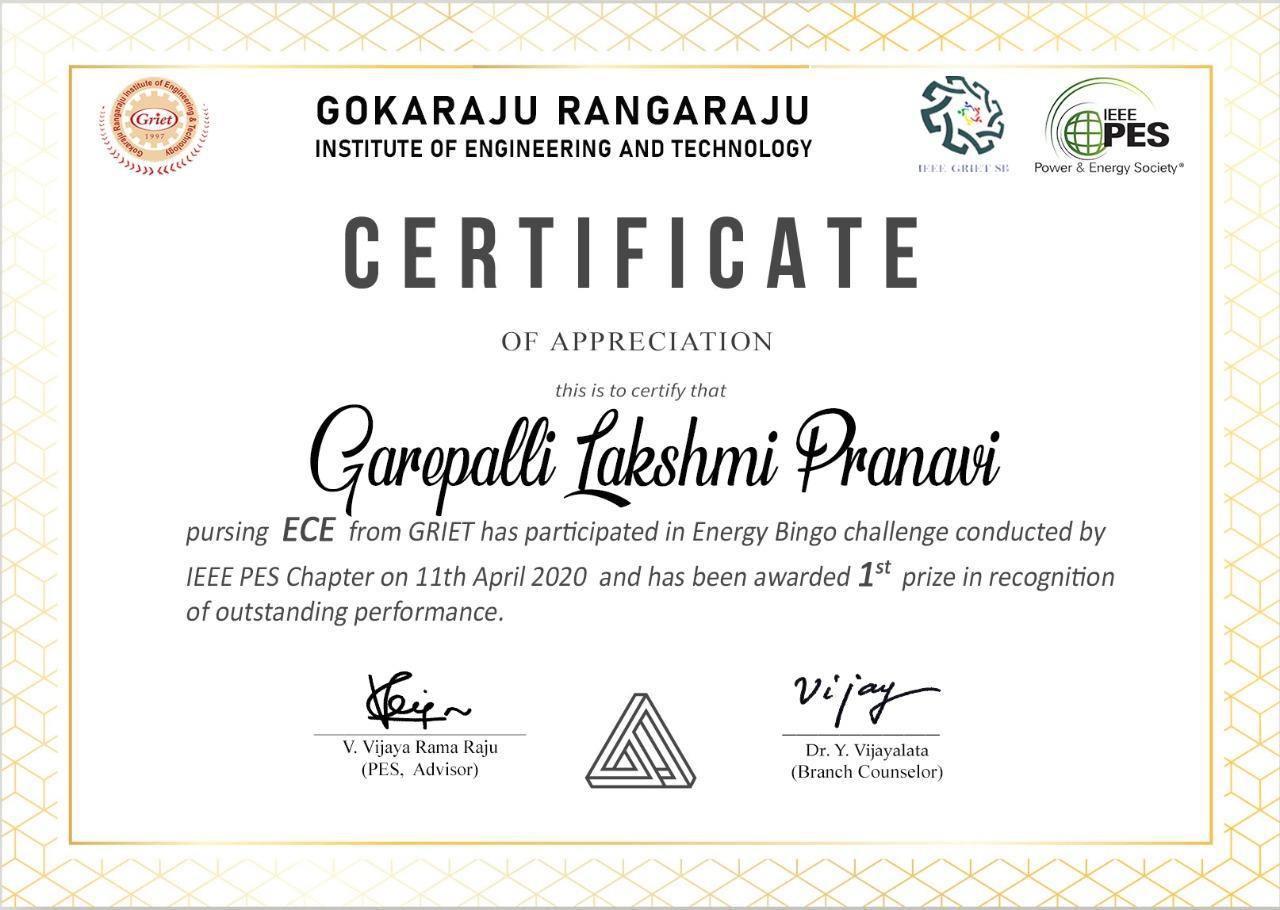 Gokaraju Rangaraju Institute of Engineering & Technology
Griet
1997
GOKARAJU RANGARAJU
INSTITUTE OF ENGINEERING AND TECHNOLOGY
IEEE GRIET SB
IEEE
PES
Power & Energy Society®
CERTIFICATE
OF APPRECIATION
this is to certify that
Garepalli Lakshmi Pranavi
pursing ECE from GRIET has participated in Energy Bingo challenge conducted by
IEEE PES Chapter on 11th April 2020 and has been awarded 1st prize in recognition
of outstanding performance.
Vijay
V. Vijaya Rama Raju
(PES, Advisor)
Dr. Y. Vijayalata
(Branch Counselor)